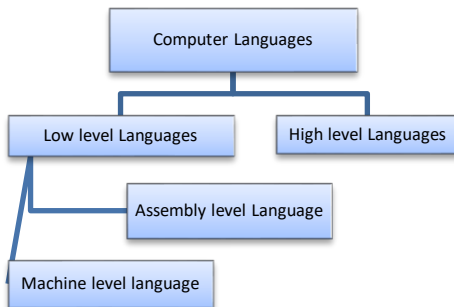 Computer Languages
Low level Languages
High level Languages
Assembly level Language
Machine level language